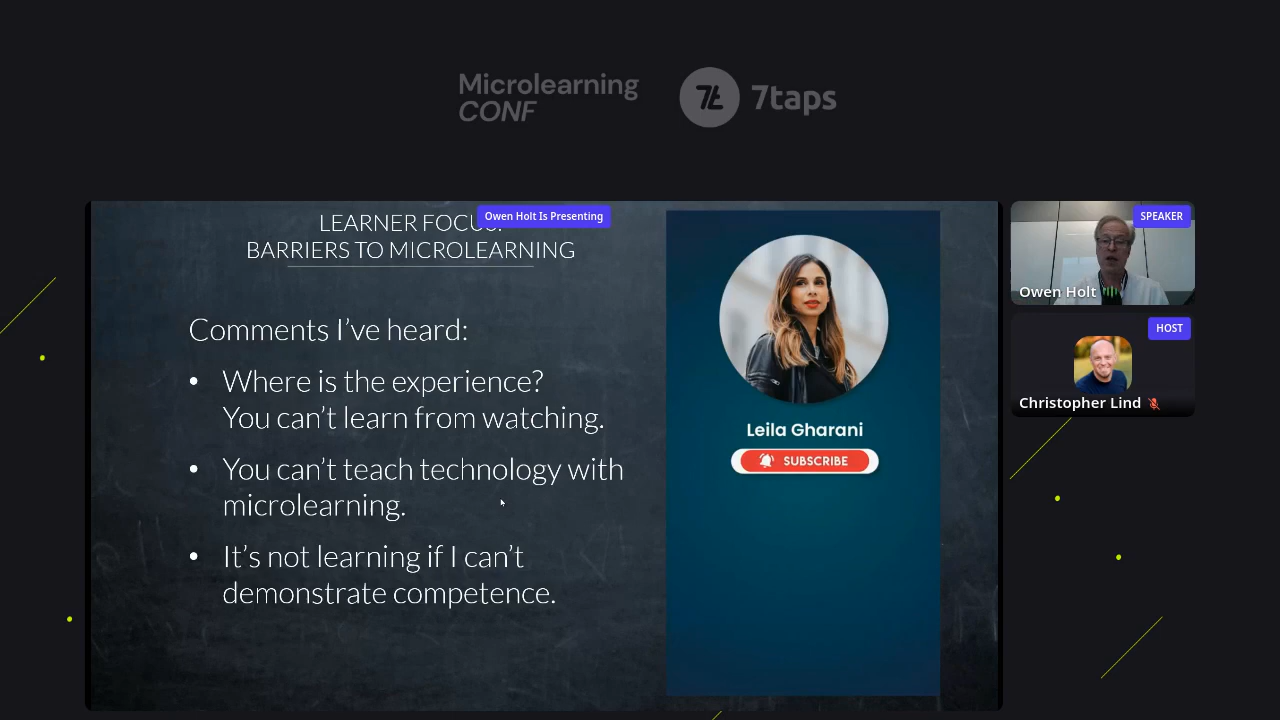 Microlearning
CONF
7t
7taps
Owen Holt Is Presenting
LEARNER FOCUS:
BARRIERS TO MICROLEARNING
Comments I've heard:
• Where is the experience?
You can't learn from watching.
• You can't teach technology with
microlearning.
• It's not learning if I can't
demonstrate competence.
Leila Gharani
SUBSCRIBE
SPEAKER
Owen Holt
HOST
Christopher Lind